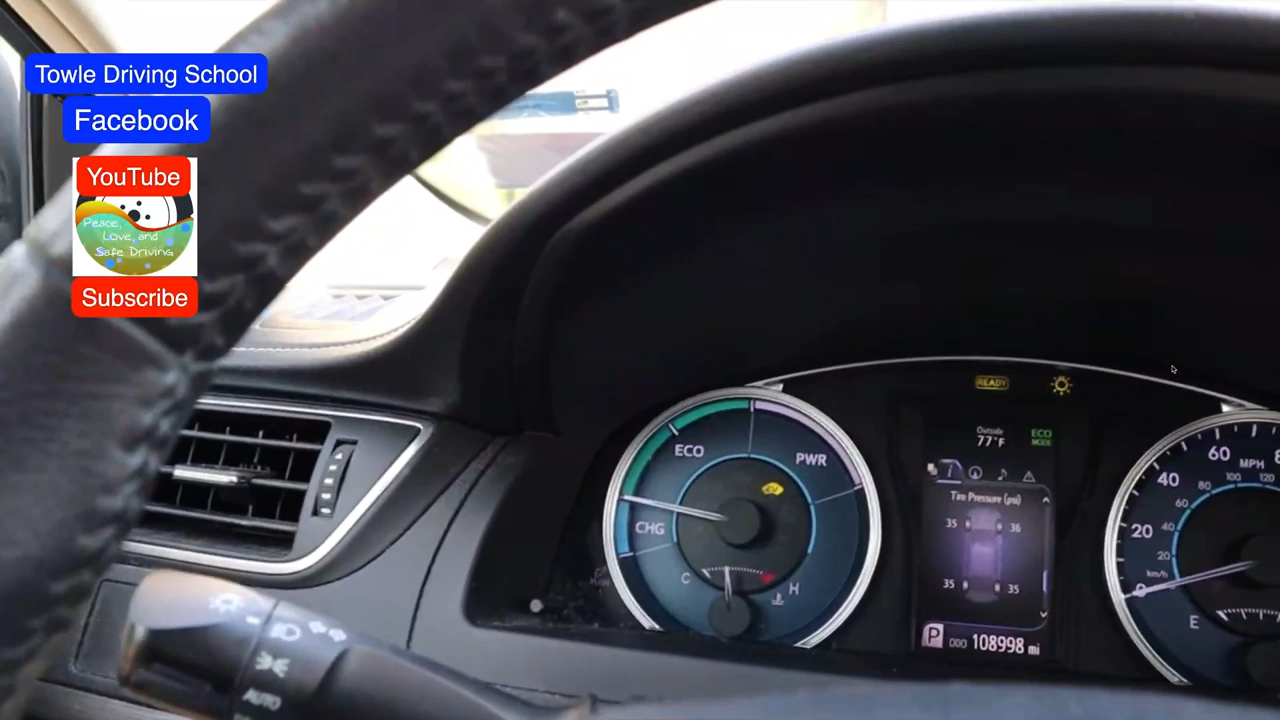 Towle Driving School
Facebook
YouTube
Peace,
Love, and
Safe Driving
Subscribe
READY
Outside
77°F
ECO
MODE
Tire Pressure (psi)
35 36
35 35
P ODO 108998 mi
ECO
PWR
CHG
C
H
60
MPH
8
40
20
0
100
120
80
60
40
20
km/h
E
AUTO